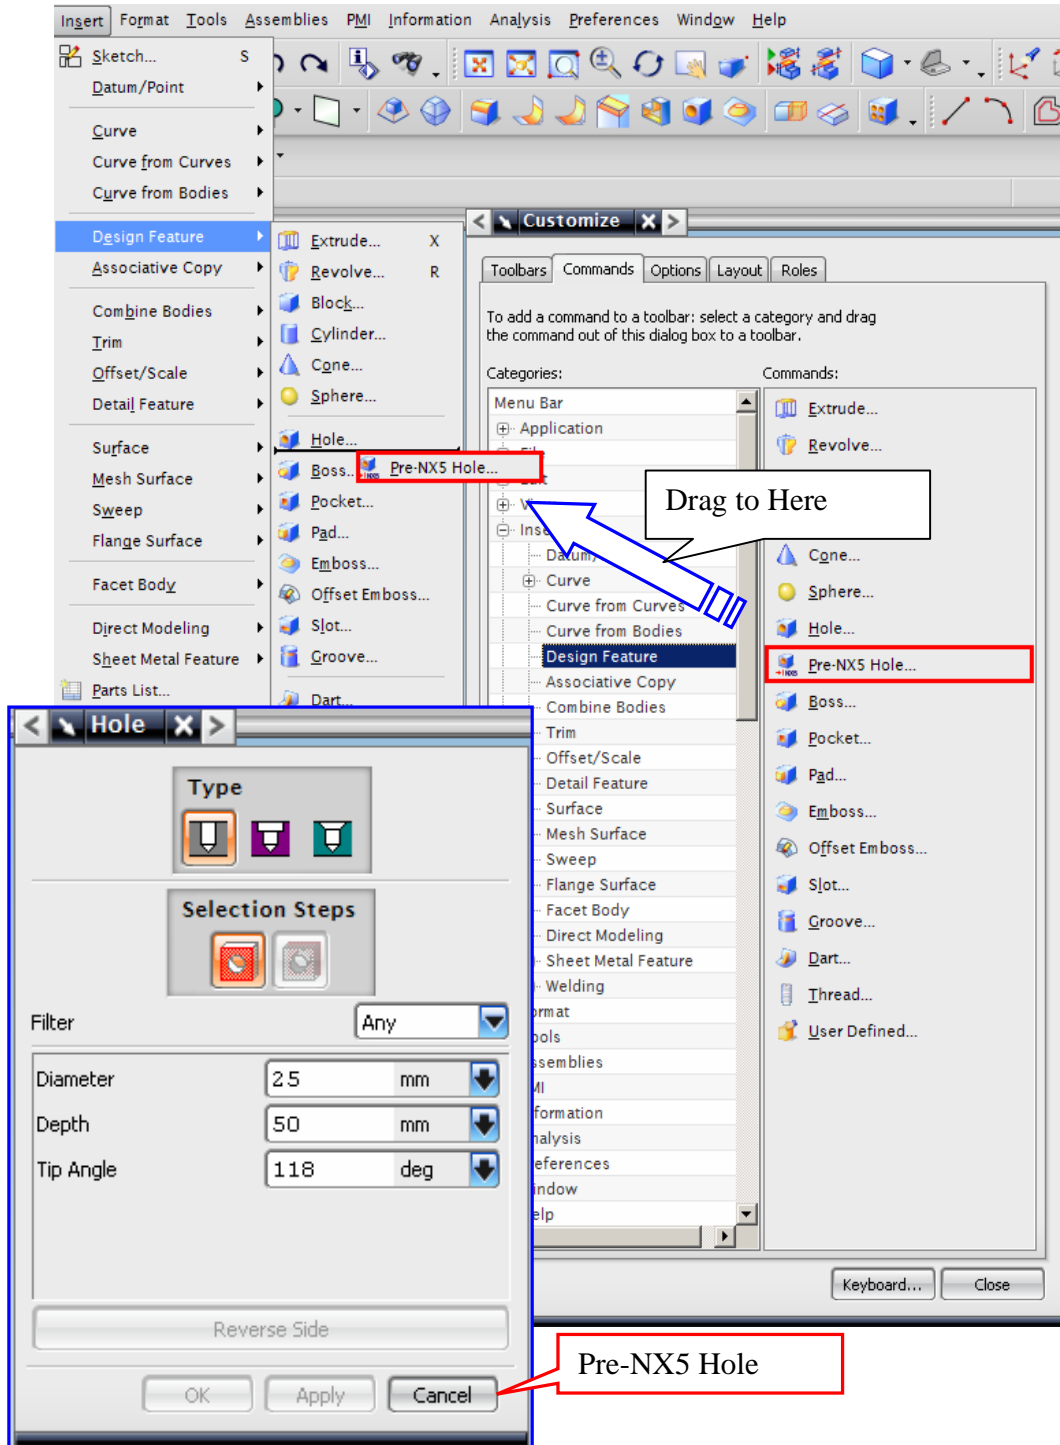 Insert Format Tools Assemblies PMI Information Analysis Preferences Window Help
Sketch... S
Datum/Point
Curve
Curve from Curves
Curve from Bodies
Design Feature
Associative Copy
Combine Bodies
Trim
Offset/Scale
Detail Feature
Surface
Mesh Surface
Sweep
Flange Surface
Facet Body
Direct Modeling
Sheet Metal Feature
Parts List...
Extrude... X
Revolve... R
Block...
Cylinder...
Cone...
Sphere...
Hole...
Pre-NX5 Hole...
Boss...
Pocket...
Pad...
Emboss...
Offset Emboss...
Slot...
Groove...
Dart...
Customize
Toolbars Commands Options Layout Roles
To add a command to a toolbar: select a category and drag
the command out of this dialog box to a toolbar.
Categories:
Menu Bar
Application
Curve
Curve from Curves
Curve from Bodies
Design Feature
Associative Copy
Combine Bodies
Trim
Offset/Scale
Detail Feature
Surface
Mesh Surface
Sweep
Flange Surface
Facet Body
Direct Modeling
Sheet Metal Feature
Welding
Commands:
Extrude...
Revolve...
Cone...
Sphere...
Hole...
Pre-NX5 Hole...
Boss...
Pocket...
Pad...
Emboss...
Offset Emboss...
Slot...
Groove...
Dart...
Thread...
User Defined...
Keyboard... Close
Drag to Here
Hole
Type
Selection Steps
Filter Any
Diameter 25 mm
Depth 50 mm
Tip Angle 118 deg
Reverse Side
OK Apply Cancel
Pre-NX5 Hole